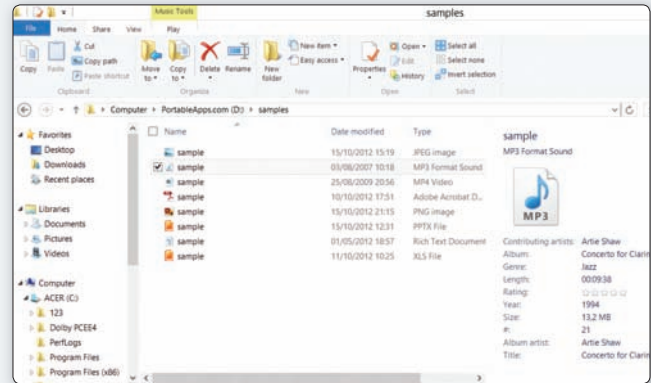 Music Tools
samples
File Home Share View Play
Copy
Paste
Cut
Copy path
Paste shortcut
Clipboard
Move to
Copy to
Delete
Rename
Organize
New folder
New item
Easy access
New
Properties
Open
Edit
History
Open
Select all
Select none
Invert selection
Select
Computer PortableApps.com (D:) samples
Favorites
Desktop
Downloads
Recent places
Libraries
Documents
Pictures
Videos
Computer
ACER (C:)
123
Dolby PCEE4
PerfLogs
Program Files
Program Files (x86)
Name Date modified Type
sample 15/10/2012 15:19 JPEG image
sample 03/08/2007 10:18 MP3 Format Sound
sample 25/08/2009 20:56 MP4 Video
sample 10/10/2012 17:51 Adobe Acrobat D...
sample 15/10/2012 21:15 PNG image
sample 15/10/2012 12:31 PPTX File
sample 01/05/2012 18:57 Rich Text Document
sample 11/10/2012 10:25 XLS File
sample
MP3 Format Sound
MP3
Contributing artists: Artie Shaw
Album: Concerto for Clarin
Genre: Jazz
Length: 00:09:38
Rating:
Year: 1994
Size: 13,2 MB
#: 21
Album artist: Artie Shaw
Title: Concerto for Clarin